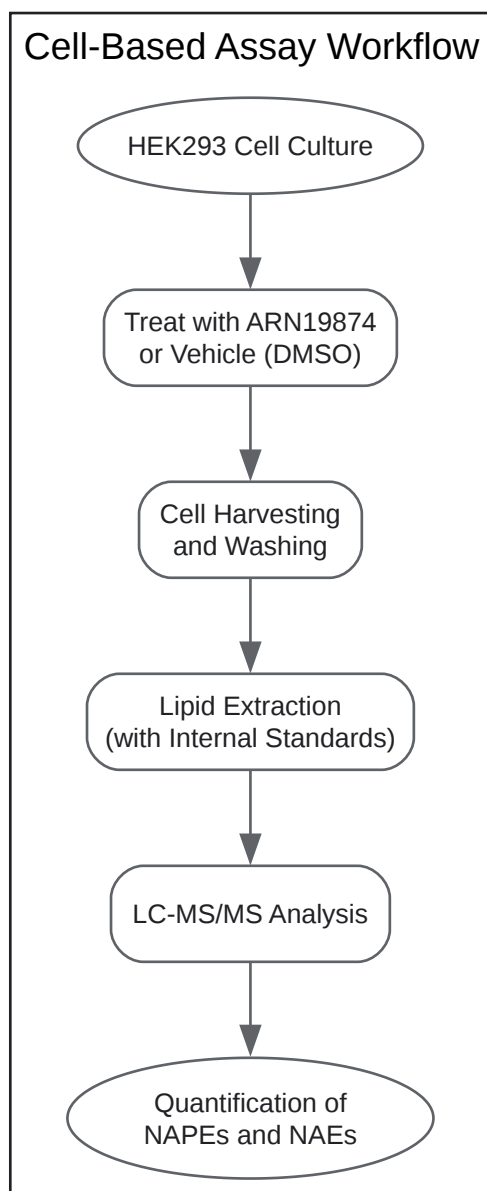 Cell-Based Assay Workflow
HEK293 Cell Culture
Treat with ARN19874
or Vehicle (DMSO)
Cell Harvesting
and Washing
Lipid Extraction
(with Internal Standards)
LC-MS/MS Analysis
Quantification of
NAPEs and NAEs